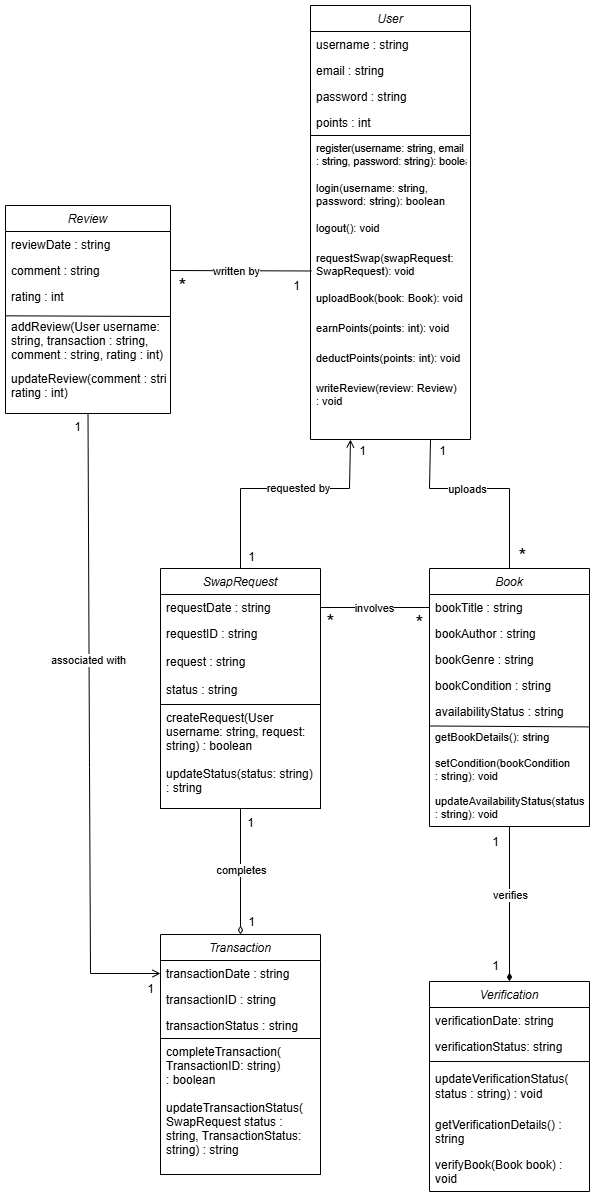 User
username : string
email : string
password : string
points : int
register(username: string, email
: string, password: string): boole
login(username: string,
password: string): boolean
logout(): void
requestSwap(swapRequest:
SwapRequest): void
uploadBook(book: Book): void
earnPoints(points: int): void
deductPoints(points: int): void
writeReview(review: Review)
: void
Review
reviewDate : string
comment : string
rating : int
addReview(User username:
string, transaction : string,
comment : string, rating : int)
updateReview(comment : stri
rating : int)
written by
*
1
1
1
1
requested by
uploads
1
*
SwapRequest
requestDate : string
requestID : string
request : string
status : string
createRequest(User
username: string, request:
string) : boolean
updateStatus(status: string)
: string
involves
*
*
Book
bookTitle : string
bookAuthor : string
bookGenre : string
bookCondition : string
availabilityStatus : string
getBookDetails(): string
setCondition(bookCondition
: string): void
updateAvailabilityStatus(status
: string): void
associated with
1
completes
1
1
verifies
1
1
Transaction
transactionDate : string
transactionID : string
transactionStatus : string
completeTransaction(
TransactionID: string)
: boolean
updateTransactionStatus(
SwapRequest status :
string, TransactionStatus:
string) : string
Verification
verificationDate: string
verificationStatus: string
updateVerificationStatus(
status : string) : void
getVerificationDetails() :
string
verifyBook(Book book) :
void